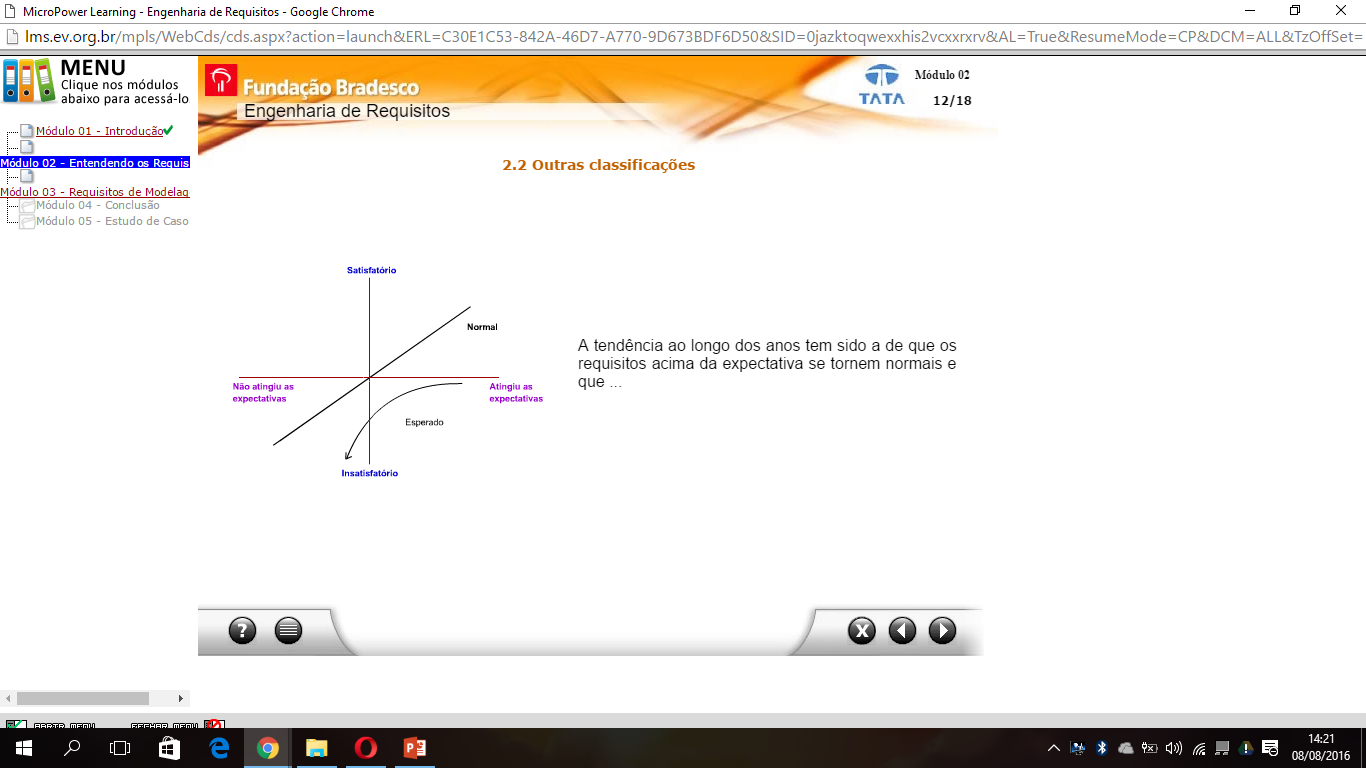 MicroPower Learning - Engenharia de Requisitos - Google Chrome
lms.ev.org.br/mpls/WebCds/cds.aspx?action=launch&ERL=C30E1C53-842A-46D7-A770-9D673BDF6D50&SID=0jazktoqwexxhis2vcxxrxrv&AL=True&ResumeMode=CP&DCM=ALL&TzOffSet=
MENU
Clique nos módulos
abaixo para acessá-lo
Módulo 01 - Introdução
Módulo 02 - Entendendo os Requis
Módulo 03 - Requisitos de Modelag
Módulo 04 - Conclusão
Módulo 05 - Estudo de Caso
Fundação Bradesco
Engenharia de Requisitos
TATA
Módulo 02
12/18
2.2 Outras classificações
Satisfatório
Normal
Não atingiu as
expectativas
Atingiu as
expectativas
Esperado
Insatisfatório
A tendência ao longo dos anos tem sido a de que os
requisitos acima da expectativa se tornem normais e
que ...
?
X
14:21
08/08/2016